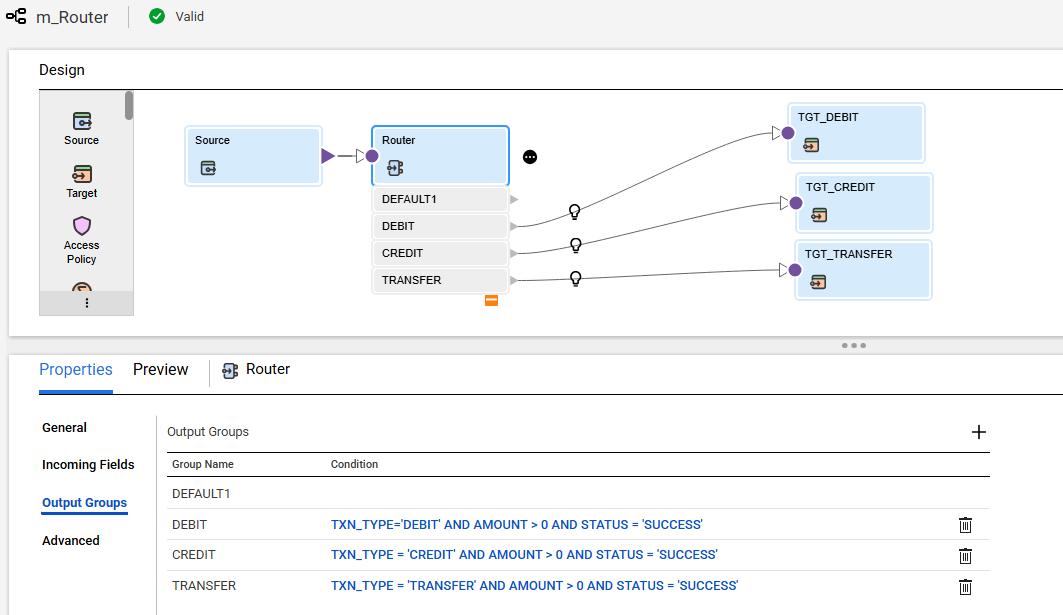 m_Router
Valid
Design
Source
Target
Access
Policy
Source
Router
DEFAULT1
DEBIT
CREDIT
TRANSFER
TGT_DEBIT
TGT_CREDIT
TGT_TRANSFER
Properties Preview Router
General
Incoming Fields
Output Groups
Advanced
Output Groups
Group Name Condition
DEFAULT1
DEBIT TXN_TYPE='DEBIT' AND AMOUNT > 0 AND STATUS = 'SUCCESS'
CREDIT TXN_TYPE = 'CREDIT' AND AMOUNT > 0 AND STATUS = 'SUCCESS'
TRANSFER TXN_TYPE = 'TRANSFER' AND AMOUNT > 0 AND STATUS = 'SUCCESS'